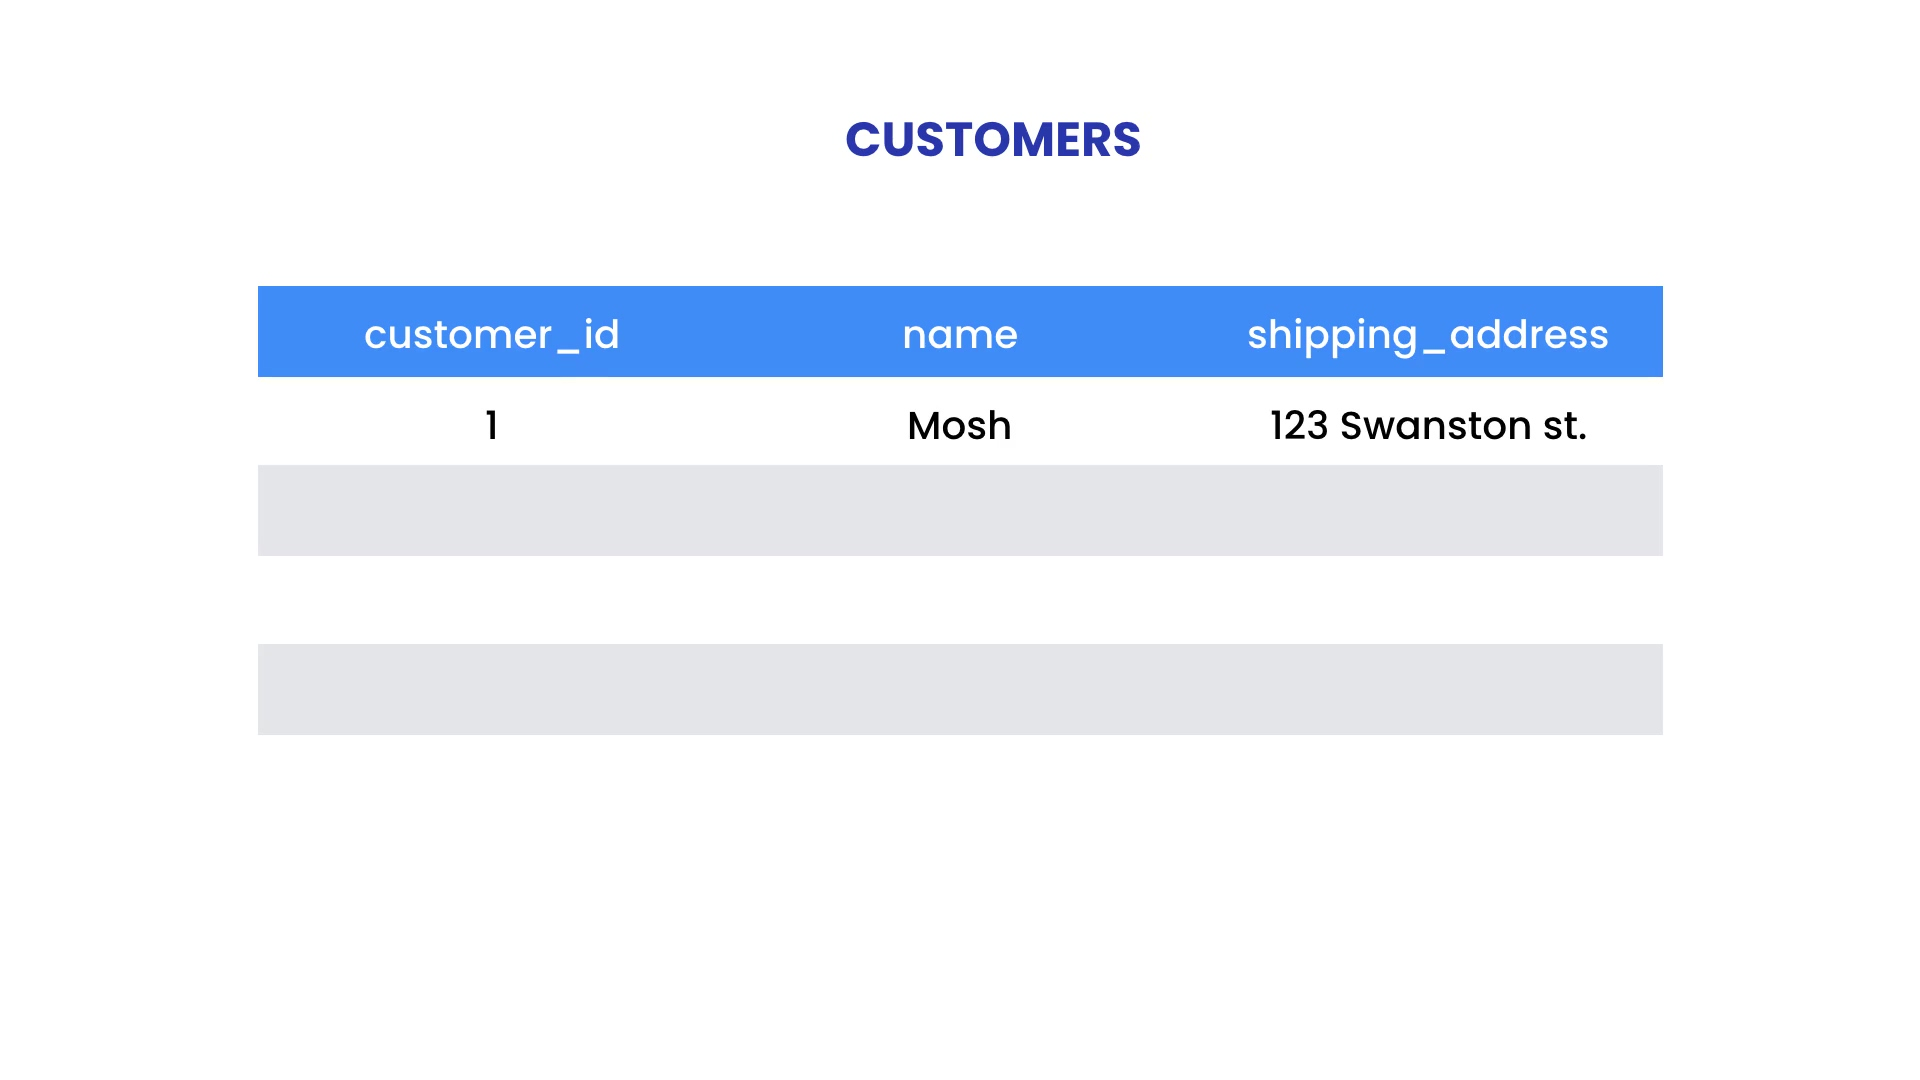 CUSTOMERS
customer_id name shipping_address
1 Mosh 123 Swanston st.